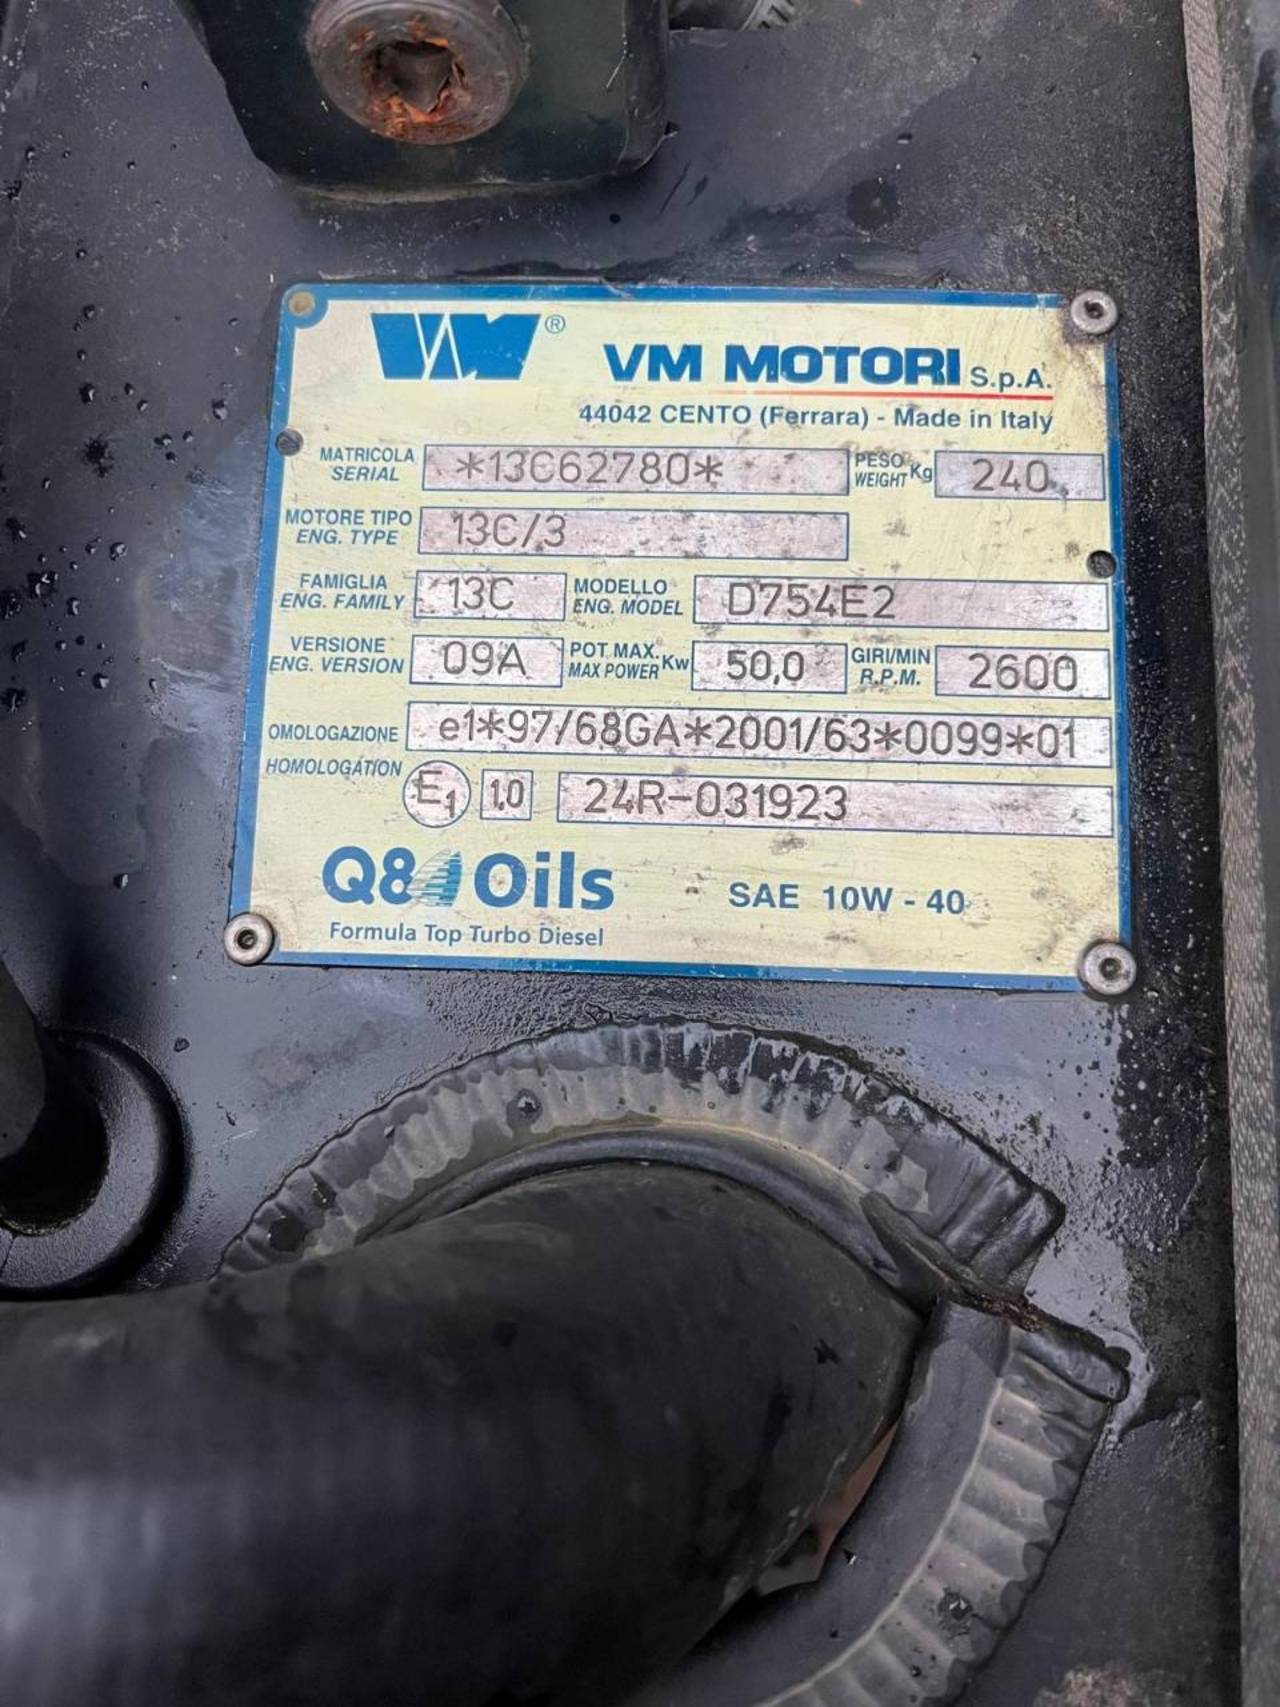 VM ® VM MOTORI S.p.A.
44042 CENTO (Ferrara) - Made in Italy
MATRICOLA SERIAL *13C62780* PESO WEIGHT Kg 240
MOTORE TIPO ENG. TYPE 13C/3
FAMIGLIA ENG. FAMILY 13C MODELLO ENG. MODEL D754E2
VERSIONE ENG. VERSION 09A POT. MAX. MAX POWER Kw 50,0 GIRI/MIN R.P.M. 2600
OMOLOGAZIONE e1*97/68GA*2001/63*0099*01
HOMOLOGATION E1 1.0 24R-031923
Q8 Oils SAE 10W - 40
Formula Top Turbo Diesel